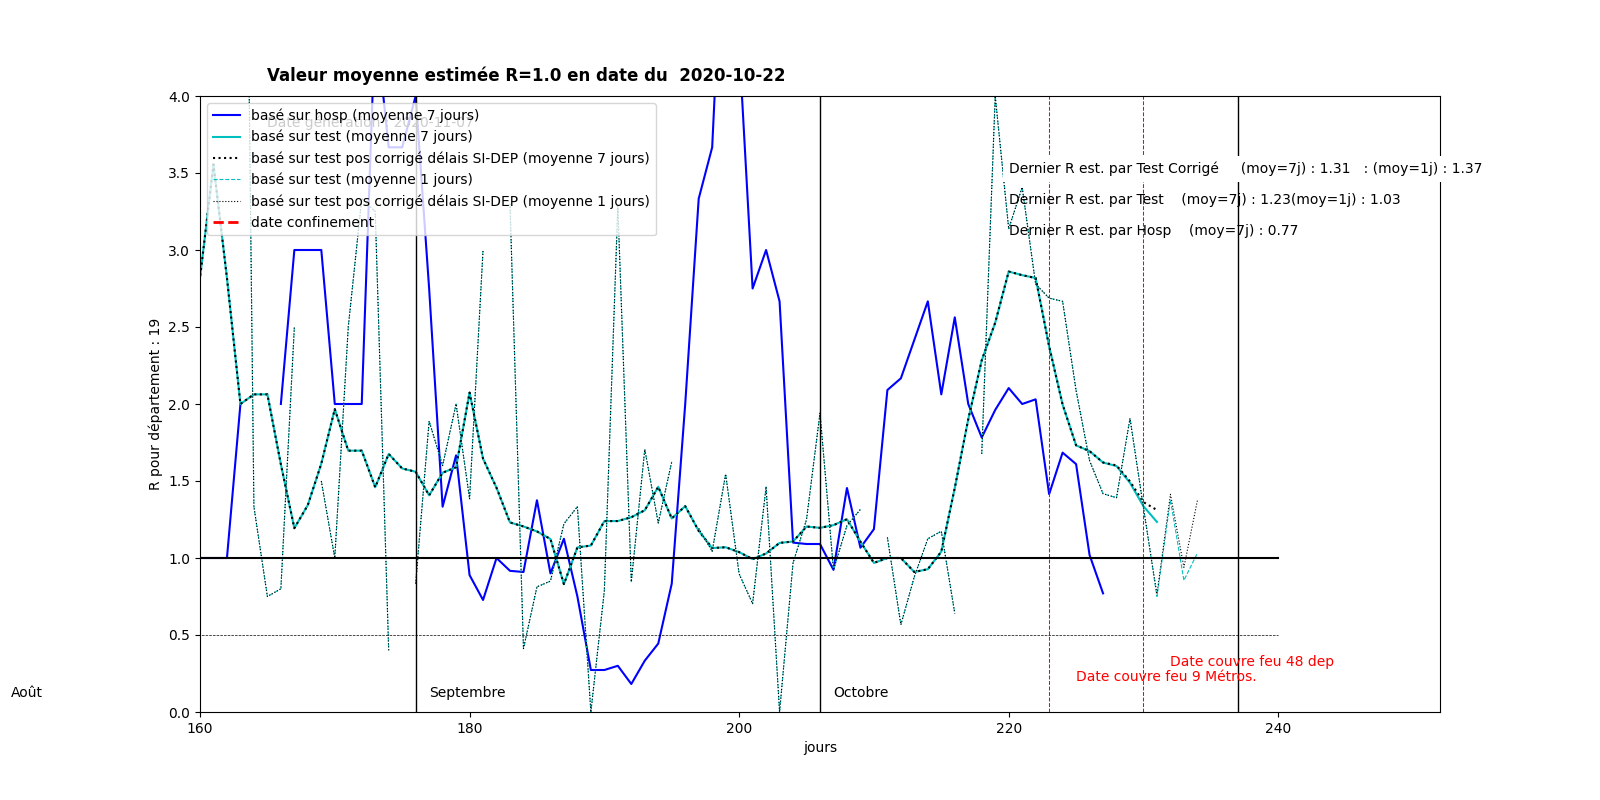 Valeur moyenne estimée R=1.0 en date du  2020-10-22
4.0
3.5
3.0
2.5
2.0
1.5
1.0
0.5
0.0
R pour département : 19
basé sur hosp (moyenne 7 jours)
basé sur test (moyenne 7 jours)
basé sur test pos corrigé délais SI-DEP (moyenne 7 jours)
basé sur test (moyenne 1 jours)
basé sur test pos corrigé délais SI-DEP (moyenne 1 jours)
date confinement
Dernier R est. par Test Corrigé     (moy=7j) : 1.31   : (moy=1j) : 1.37
Dernier R est. par Test    (moy=7j) : 1.23(moy=1j) : 1.03
Dernier R est. par Hosp    (moy=7j) : 0.77
Date couvre feu 48 dep
Date couvre feu 9 Métros.
Août
Septembre
Octobre
160
180
200
220
240
jours